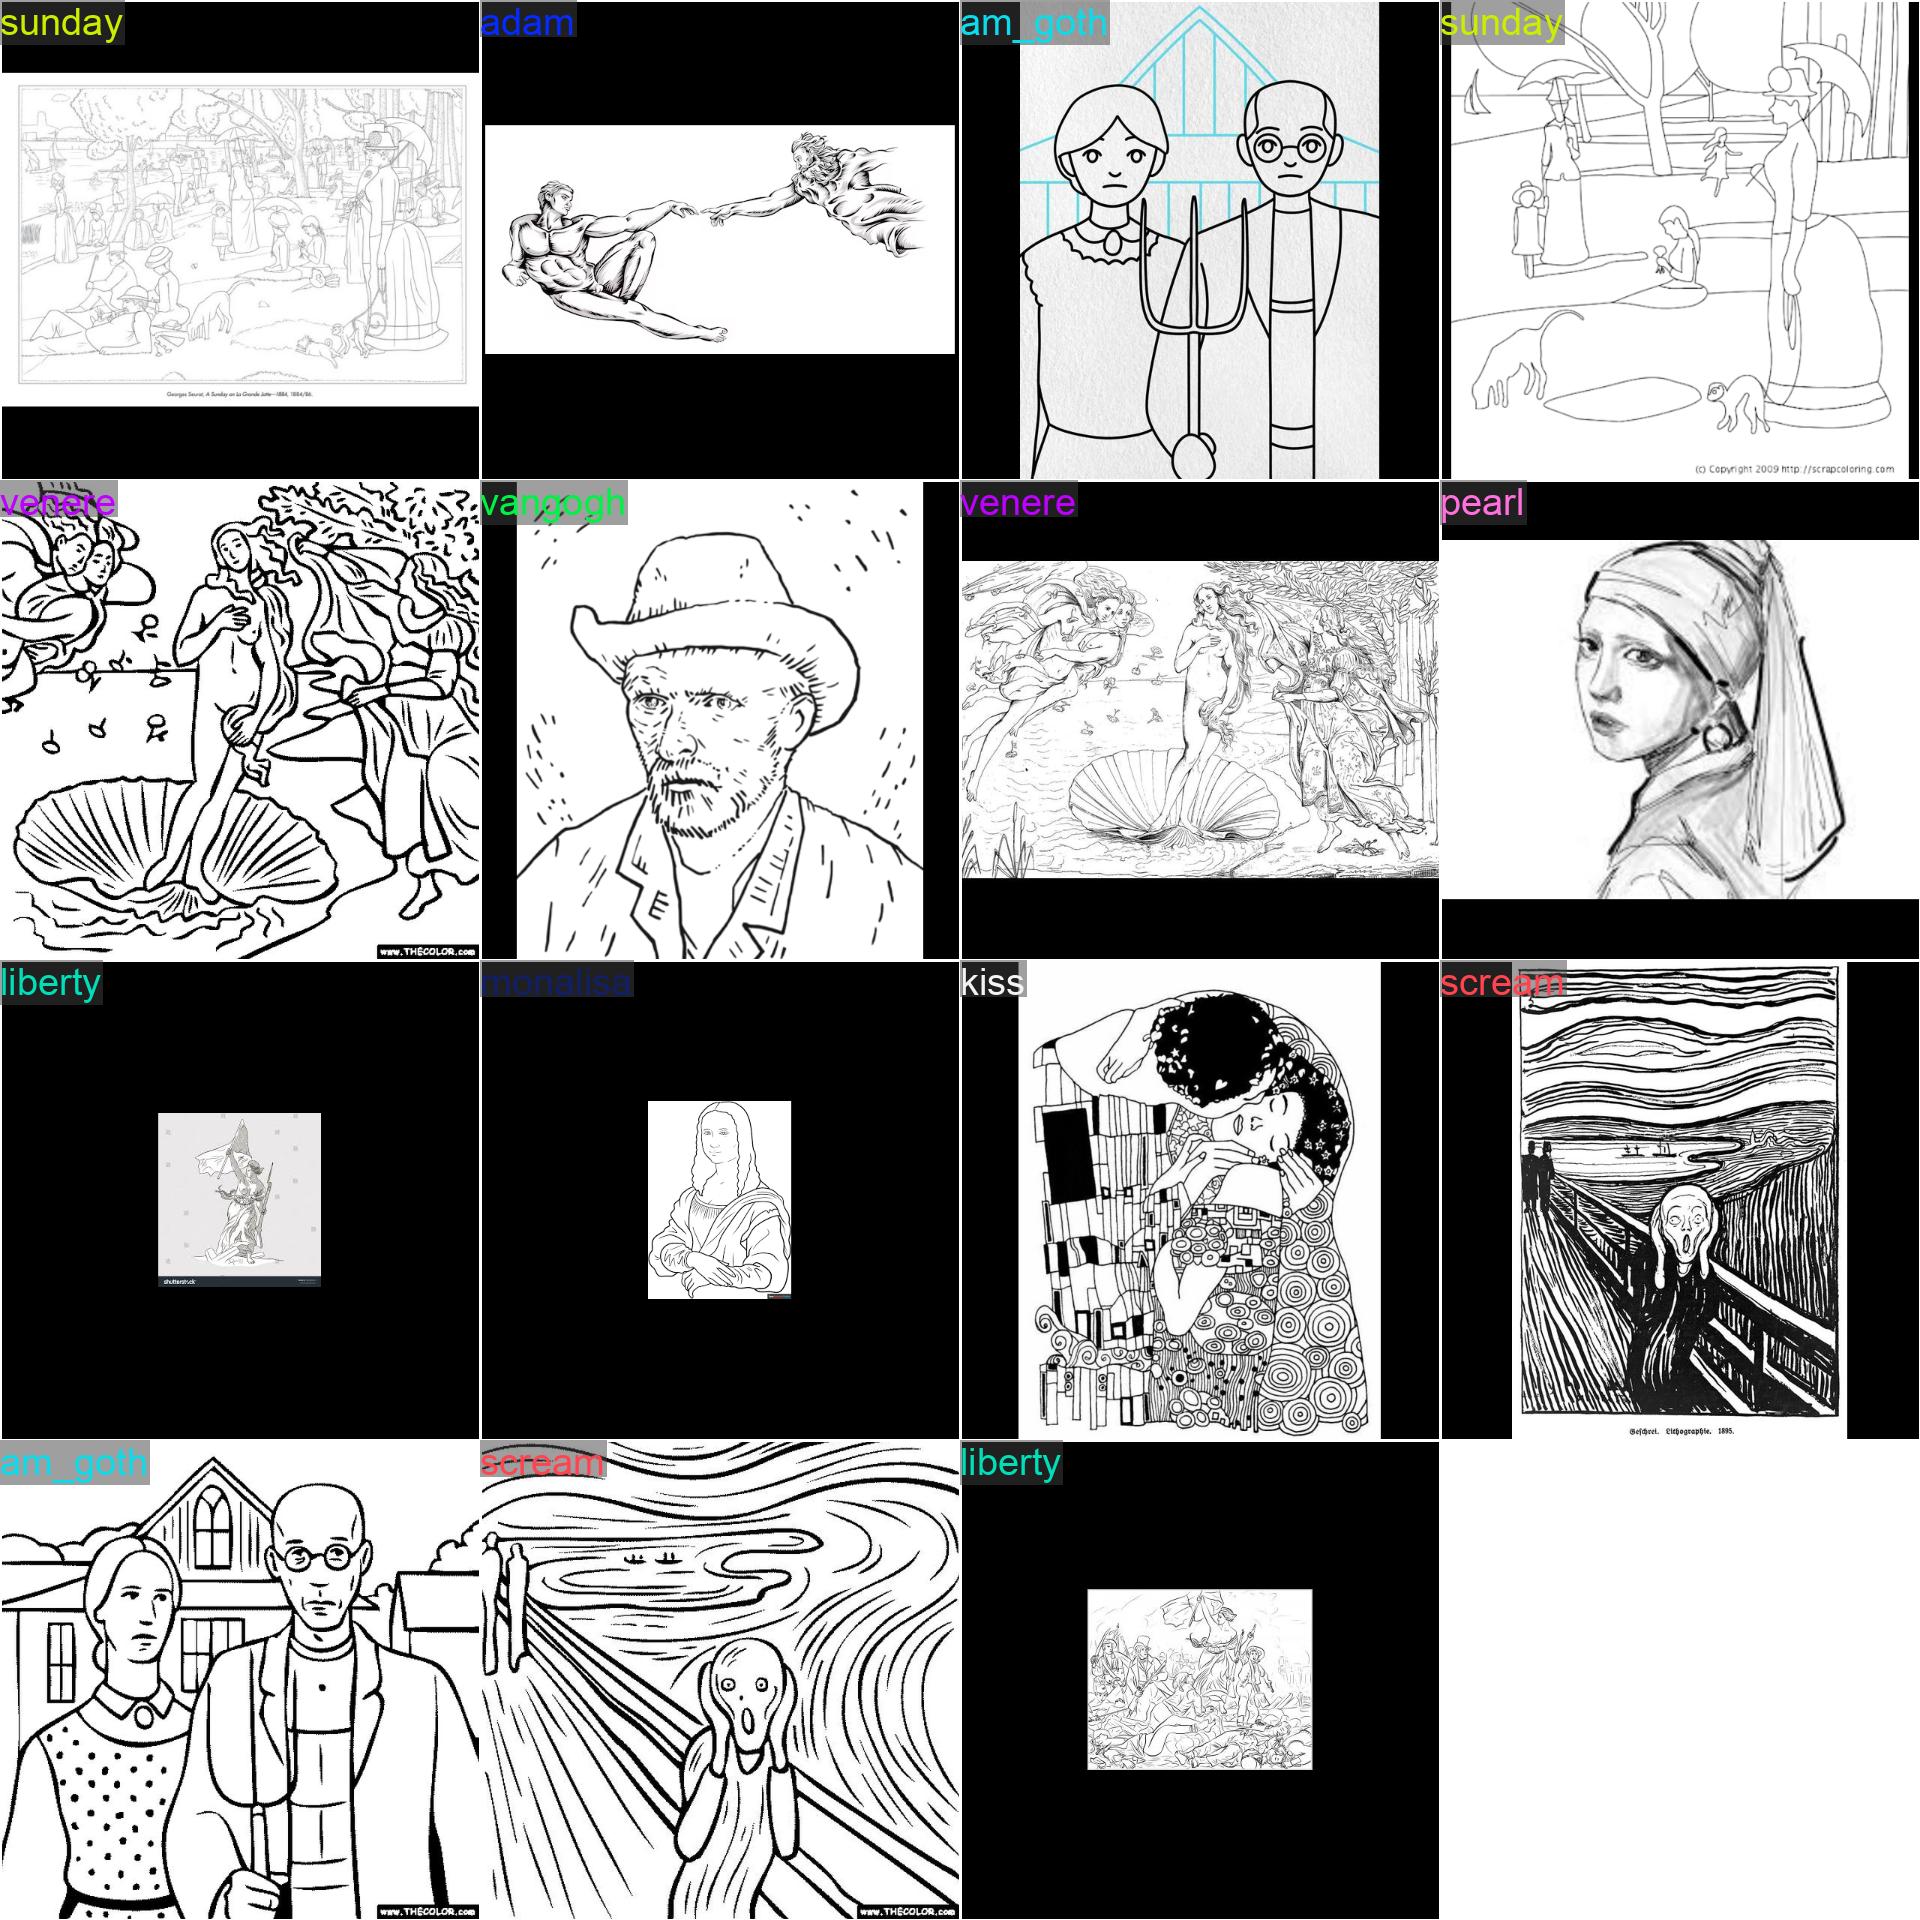 sunday
adam
am_goth
sunday
Georges Seurat, A Sunday on La Grande Jatte—1884, 1884/86.
(c) Copyright 2009 http://scrapcoloring.com
venere
vangogh
venere
pearl
www.THECOLOR.com
liberty
monalisa
kiss
scream
shutterstock
Geschrei. Lithographie. 1895.
am_goth
scream
liberty
www.THECOLOR.com
www.THECOLOR.com